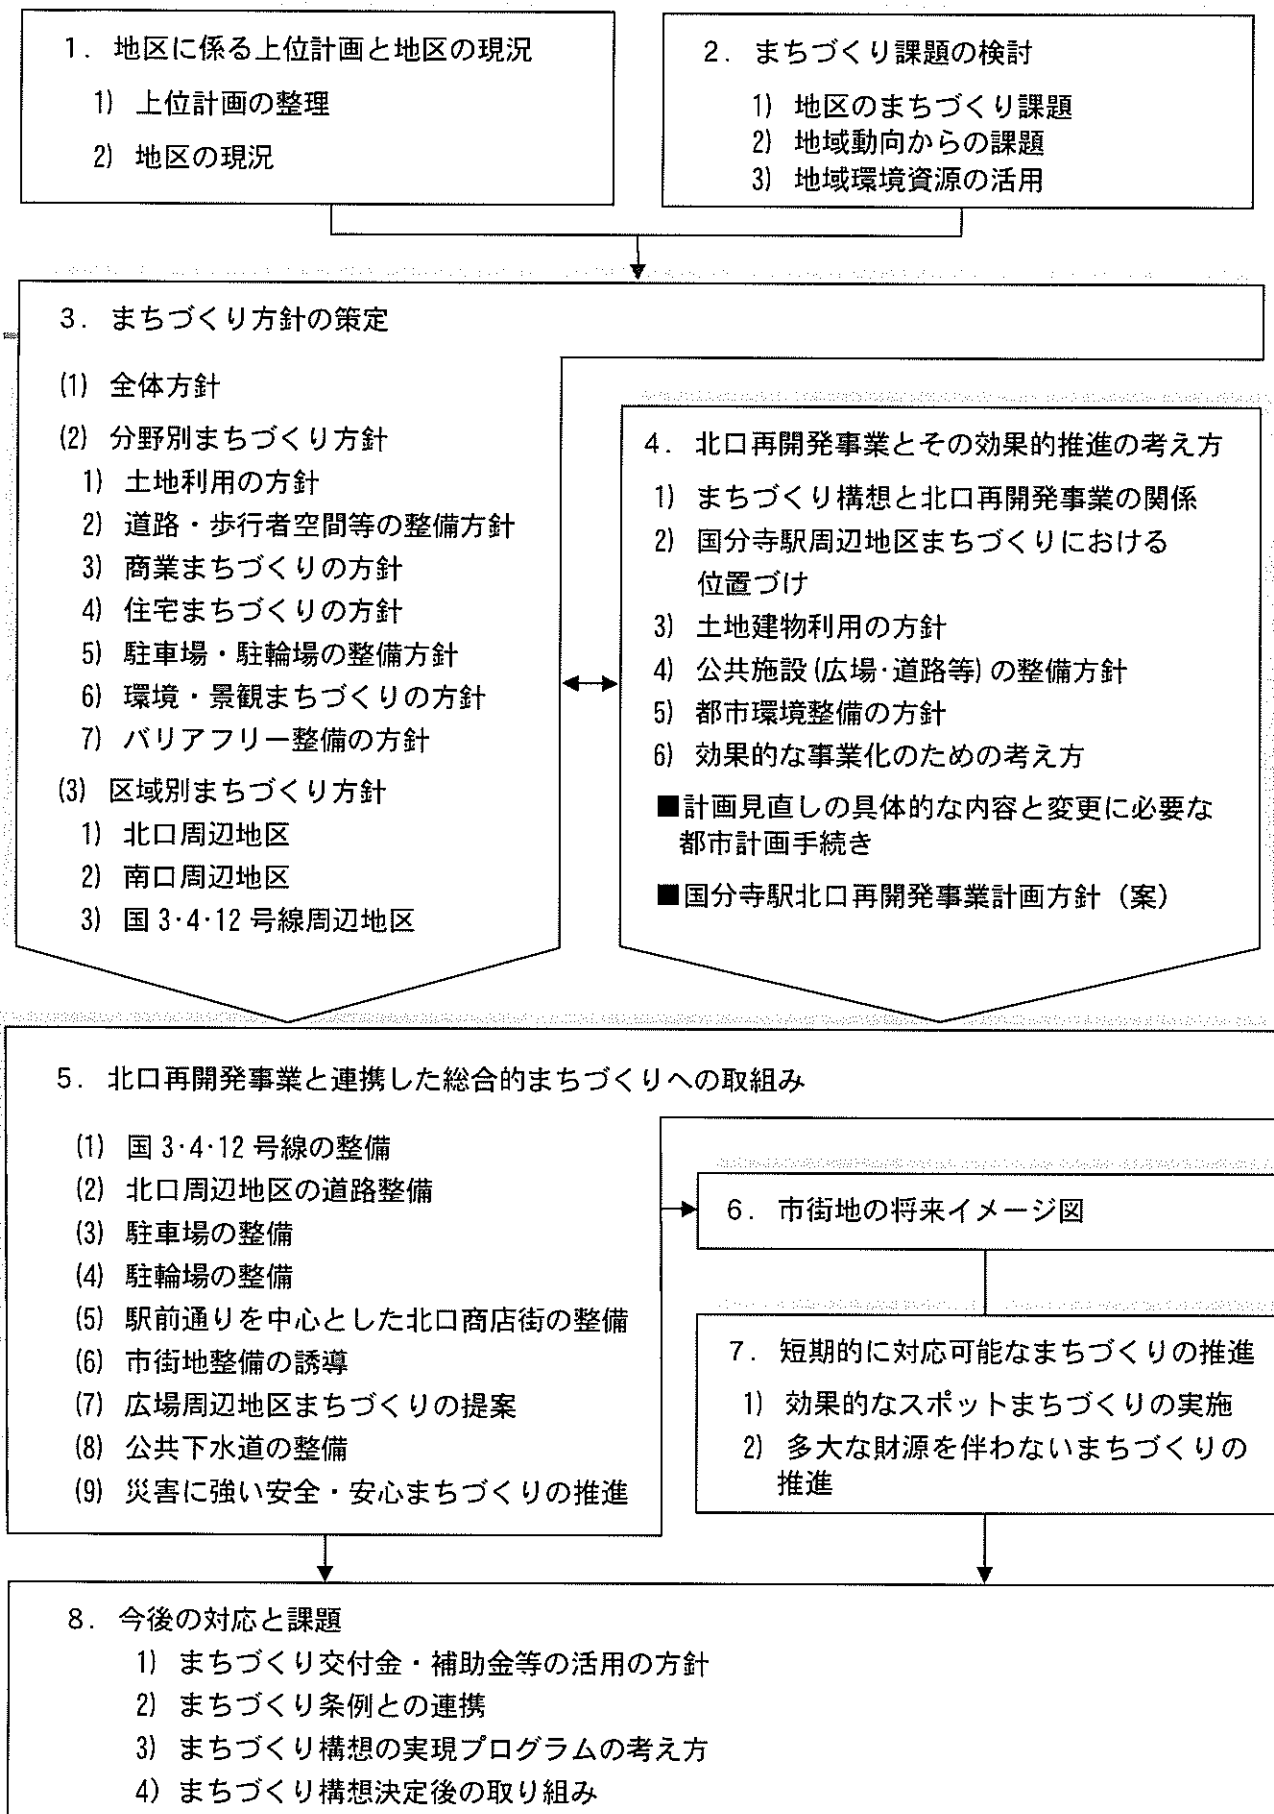 1. 地区に係る上位計画と地区の現況
1) 上位計画の整理
2) 地区の現況
2. まちづくり課題の検討
1) 地区のまちづくり課題
2) 地域動向からの課題
3) 地域環境資源の活用
3. まちづくり方針の策定
(1) 全体方針
(2) 分野別まちづくり方針
1) 土地利用の方針
2) 道路・歩行者空間等の整備方針
3) 商業まちづくりの方針
4) 住宅まちづくりの方針
5) 駐車場・駐輪場の整備方針
6) 環境・景観まちづくりの方針
7) バリアフリー整備の方針
(3) 区域別まちづくり方針
1) 北口周辺地区
2) 南口周辺地区
3) 国3・4・12号線周辺地区
4. 北口再開発事業とその効果的推進の考え方
1) まちづくり構想と北口再開発事業の関係
2) 国分寺駅周辺地区まちづくりにおける
位置づけ
3) 土地建物利用の方針
4) 公共施設(広場・道路等)の整備方針
5) 都市環境整備の方針
6) 効果的な事業化のための考え方
■計画見直しの具体的な内容と変更に必要な
都市計画手続き
■国分寺駅北口再開発事業計画方針（案）
5. 北口再開発事業と連携した総合的まちづくりへの取組み
(1) 国3・4・12号線の整備
(2) 北口周辺地区の道路整備
(3) 駐車場の整備
(4) 駐輪場の整備
(5) 駅前通りを中心とした北口商店街の整備
(6) 市街地整備の誘導
(7) 広場周辺地区まちづくりの提案
(8) 公共下水道の整備
(9) 災害に強い安全・安心まちづくりの推進
6. 市街地の将来イメージ図
7. 短期的に対応可能なまちづくりの推進
1) 効果的なスポットまちづくりの実施
2) 多大な財源を伴わないまちづくりの
推進
8. 今後の対応と課題
1) まちづくり交付金・補助金等の活用の方針
2) まちづくり条例との連携
3) まちづくり構想の実現プログラムの考え方
4) まちづくり構想決定後の取り組み